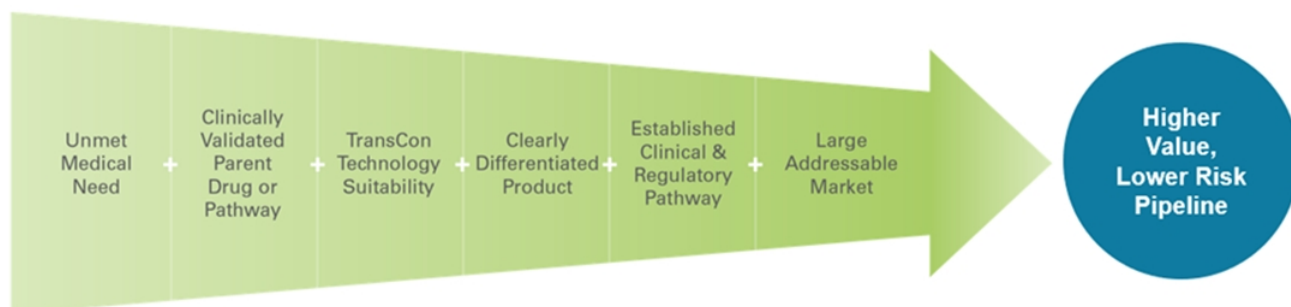 Unmet
Medical
Need
+
Clinically
Validated
Parent
Drug or
Pathway
+
TransCon
Technology
Suitability
+
Clearly
Differentiated
Product
+
Established
Clinical &
Regulatory
Pathway
+
Large
Addressable
Market
Higher
Value,
Lower Risk
Pipeline